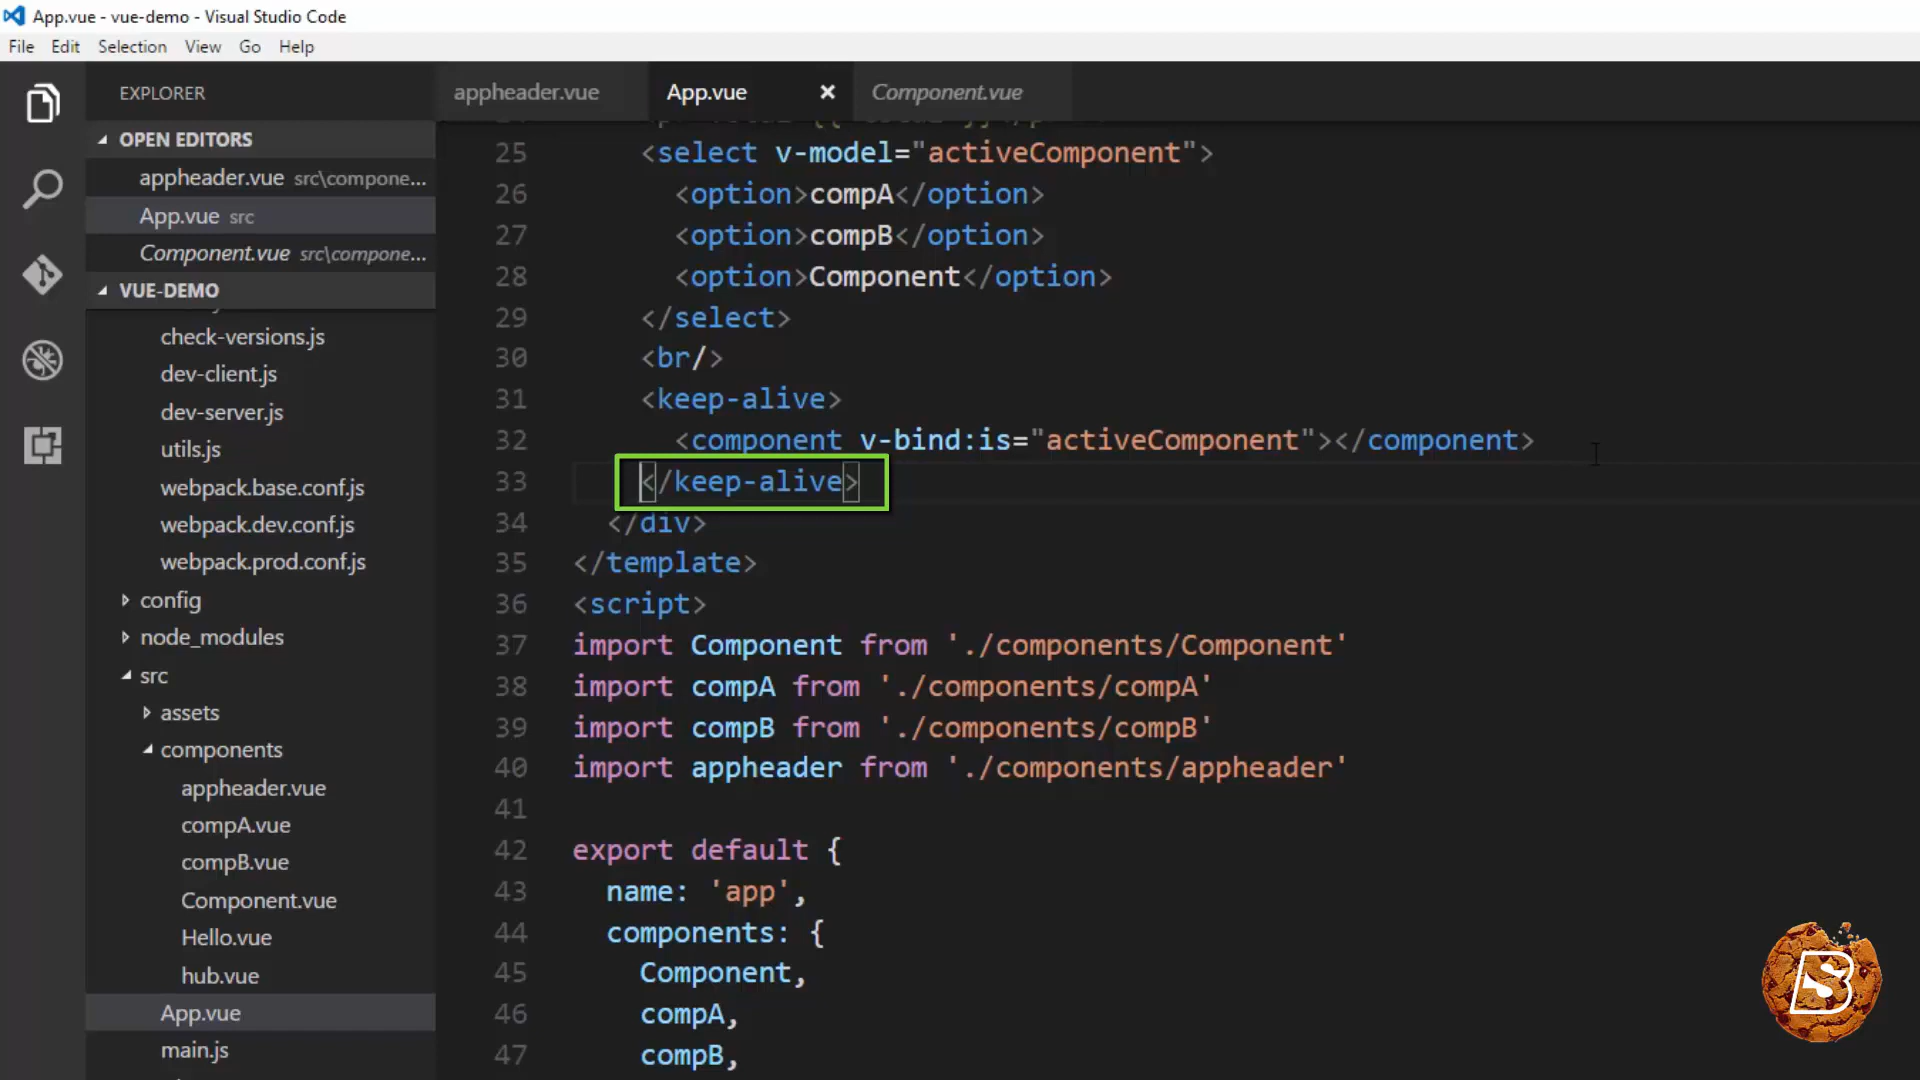 App.vue - vue-demo - Visual Studio Code
File Edit Selection View Go Help
EXPLORER
OPEN EDITORS
appheader.vue src\compone...
App.vue src
Component.vue src\compone...
VUE-DEMO
check-versions.js
dev-client.js
dev-server.js
utils.js
webpack.base.conf.js
webpack.dev.conf.js
webpack.prod.conf.js
config
node_modules
src
assets
components
appheader.vue
compA.vue
compB.vue
Component.vue
Hello.vue
hub.vue
App.vue
main.js
appheader.vue App.vue Component.vue
25 <select v-model="activeComponent">
26 <option>compA</option>
27 <option>compB</option>
28 <option>Component</option>
29 </select>
30 <br/>
31 <keep-alive>
32 <component v-bind:is="activeComponent"></component>
33 </keep-alive>
34 </div>
35 </template>
36 <script>
37 import Component from './components/Component'
38 import compA from './components/compA'
39 import compB from './components/compB'
40 import appheader from './components/appheader'
41
42 export default {
43 name: 'app',
44 components: {
45 Component,
46 compA,
47 compB,